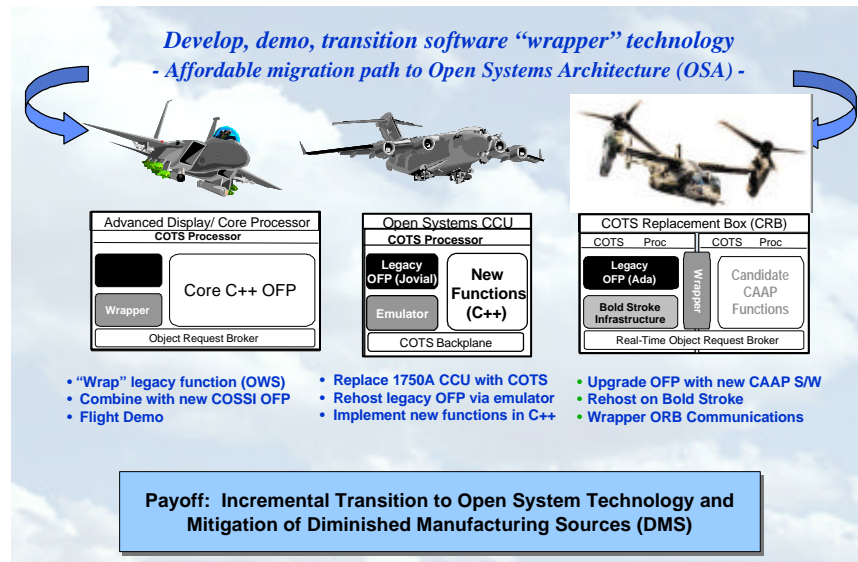 Develop, demo, transition software “wrapper” technology
- Affordable migration path to Open Systems Architecture (OSA) -
Advanced Display/ Core Processor
COTS Processor
Core C++ OFP
Wrapper
Object Request Broker
• “Wrap” legacy function (OWS)
• Combine with new COSSI OFP
• Flight Demo
Open Systems CCU
COTS Processor
Legacy
OFP (Jovial)
New
Functions
(C++)
Emulator
COTS Backplane
• Replace 1750A CCU with COTS
• Rehost legacy OFP via emulator
• Implement new functions in C++
COTS Replacement Box (CRB)
COTS Proc
COTS Proc
Legacy
OFP (Ada)
Wrapper
Candidate
CAAP
Functions
Bold Stroke
Infrastructure
Real-Time Object Request Broker
• Upgrade OFP with new CAAP S/W
• Rehost on Bold Stroke
• Wrapper ORB Communications
Payoff: Incremental Transition to Open System Technology and
Mitigation of Diminished Manufacturing Sources (DMS)